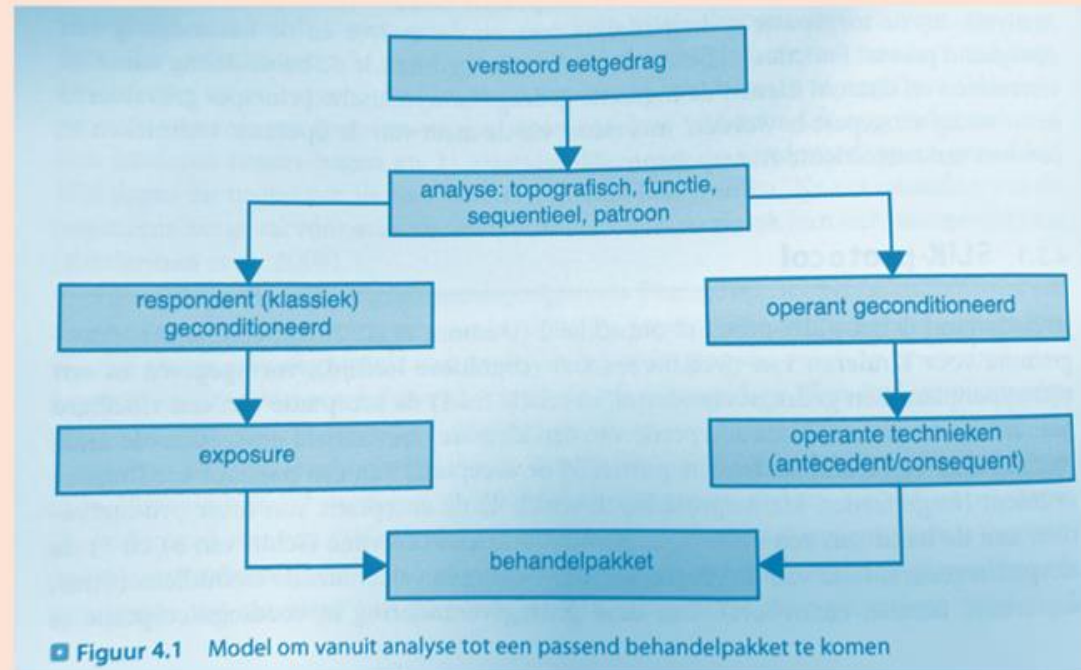 verstoord eetgedrag
analyse: topografisch, functie,
sequentieel, patroon
respondent (klassiek)
geconditioneerd
operant geconditioneerd
exposure
operante technieken
(antecedent/consequent)
behandelpakket
Figuur 4.1 Model om vanuit analyse tot een passend behandelpakket te komen